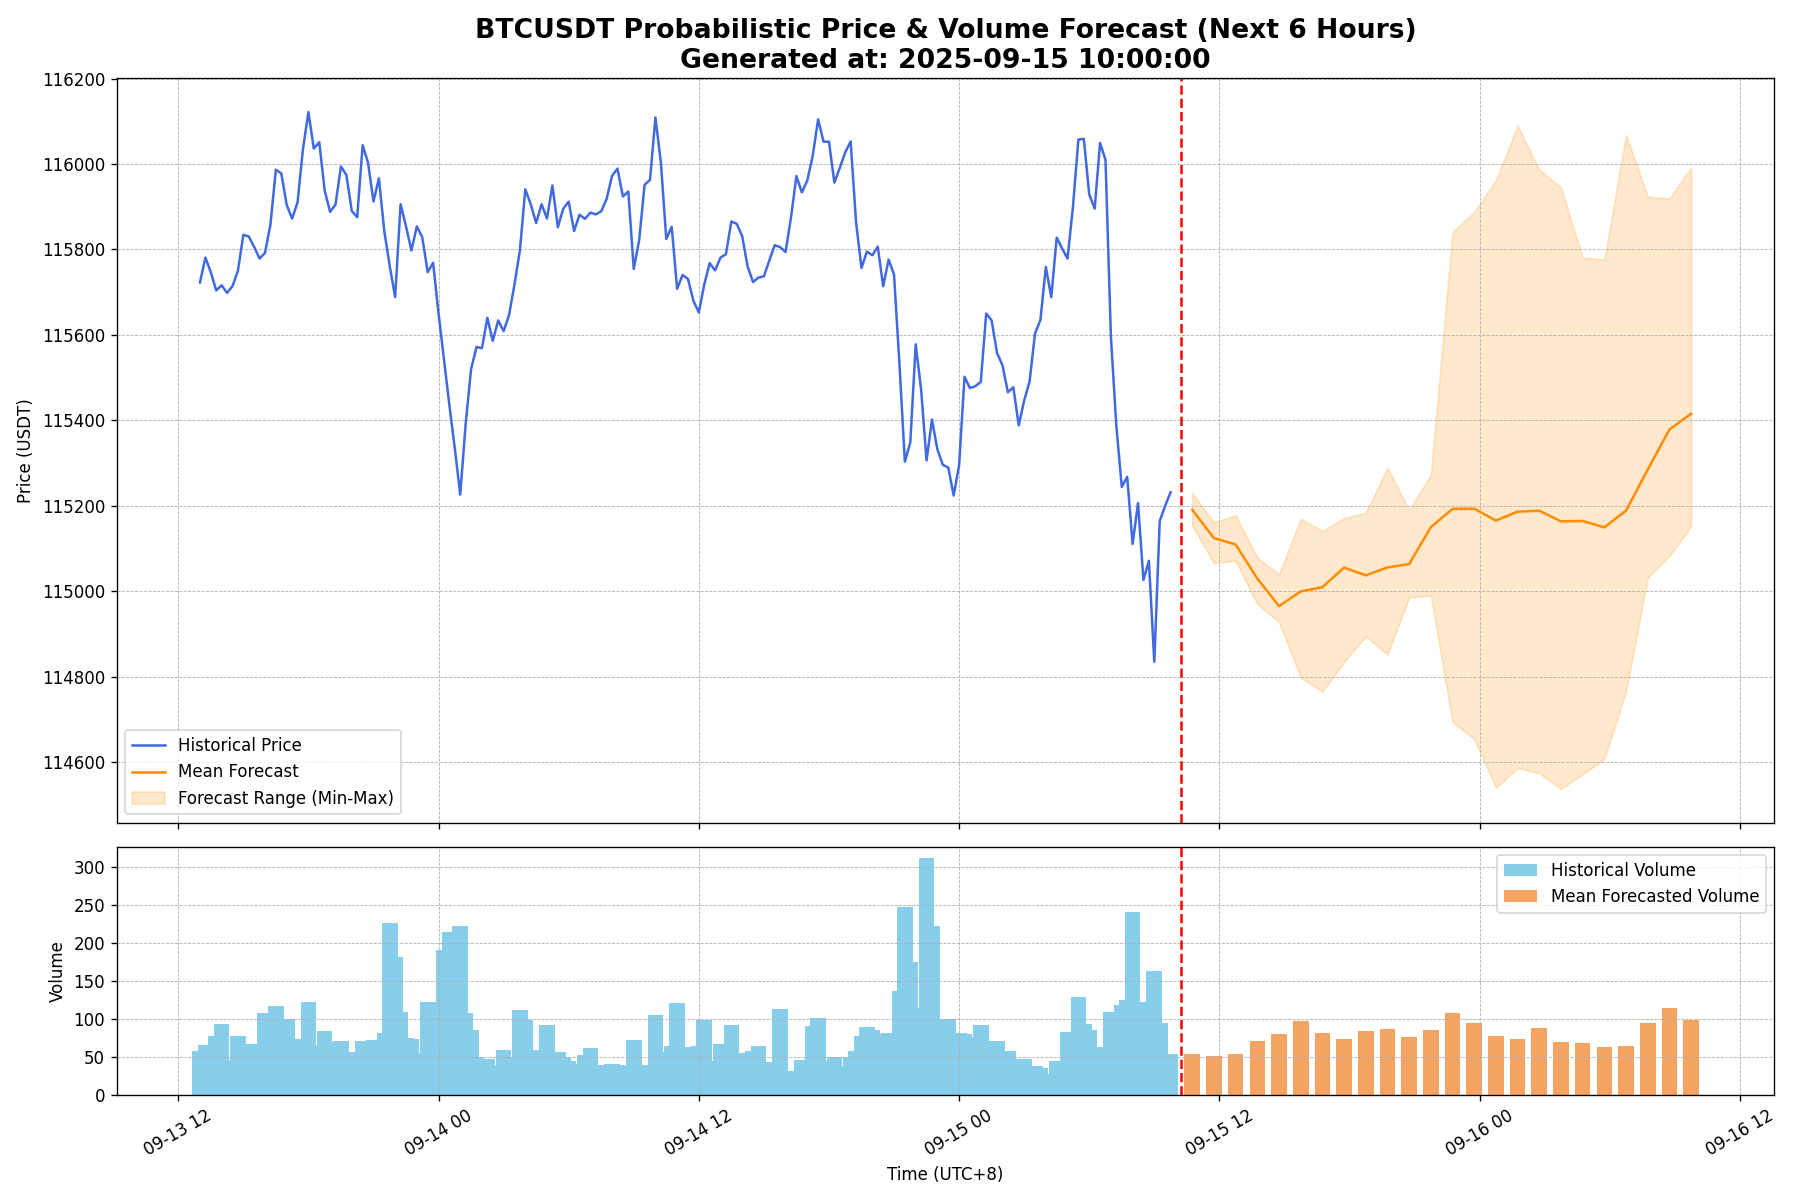 BTCUSDT Probabilistic Price & Volume Forecast (Next 6 Hours)
Generated at: 2025-09-15 10:00:00
116200
116000
115800
115600
115400
115200
115000
114800
114600
Price (USDT)
Historical Price
Mean Forecast
Forecast Range (Min-Max)
300
250
200
150
100
50
0
Volume
Historical Volume
Mean Forecasted Volume
09-13 12
09-14 00
09-14 12
09-15 00
09-15 12
09-16 00
09-16 12
Time (UTC+8)